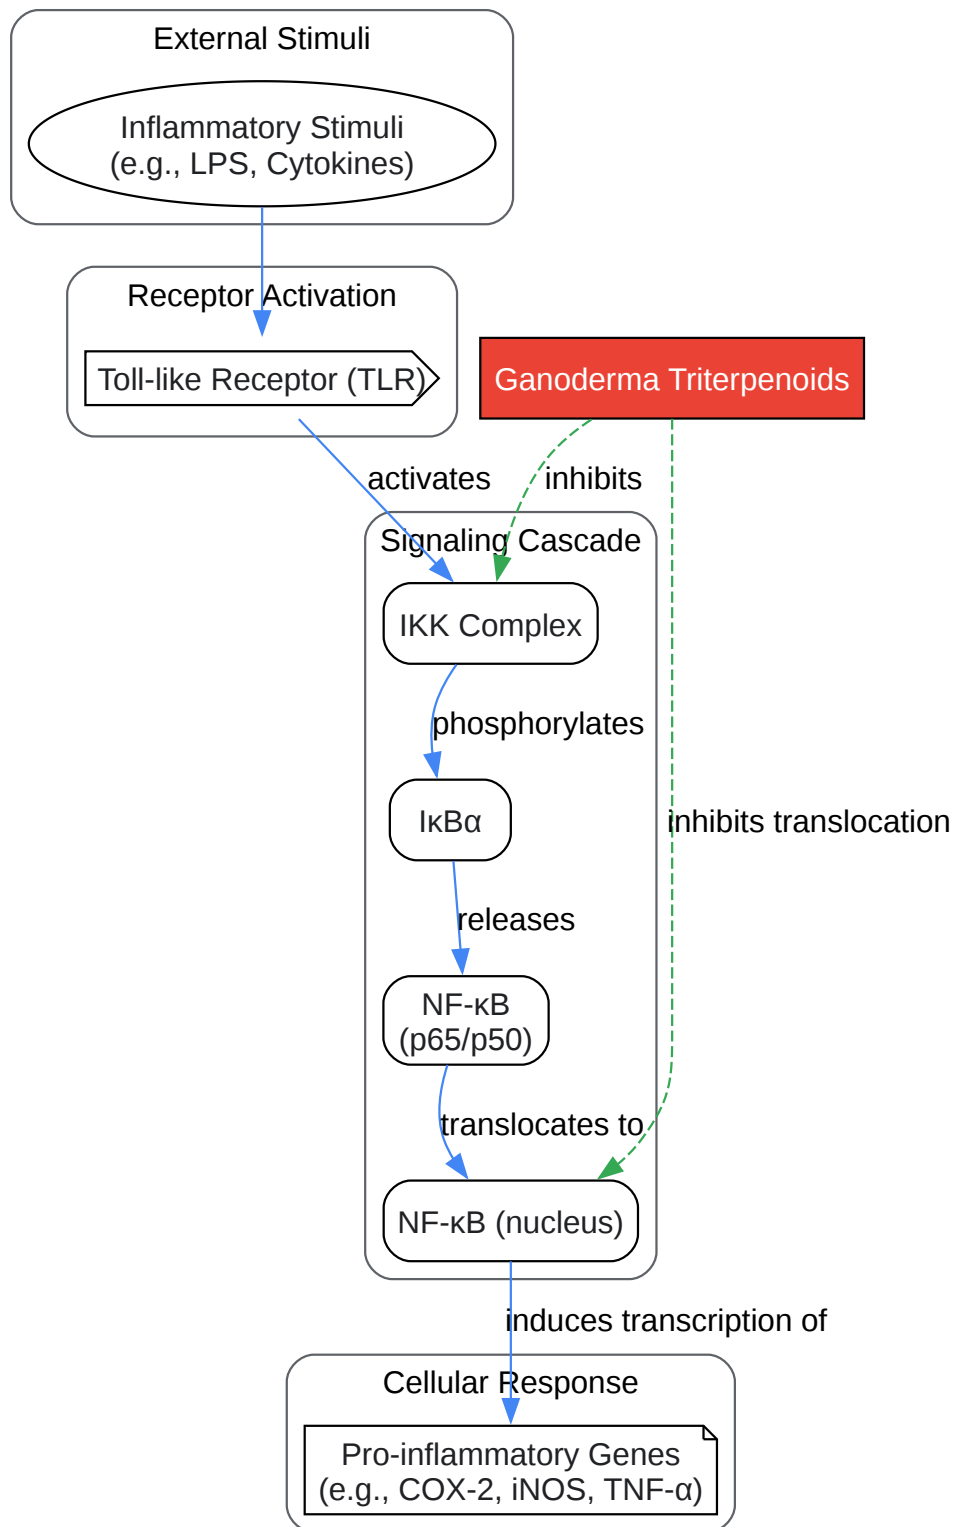 External Stimuli
Inflammatory Stimuli
(e.g., LPS, Cytokines)
Receptor Activation
Toll-like Receptor (TLR)
Ganoderma Triterpenoids
activates
inhibits
Signaling Cascade
IKK Complex
phosphorylates
IκBα
inhibits translocation
releases
NF-κB
(p65/p50)
translocates to
NF-κB (nucleus)
induces transcription of
Cellular Response
Pro-inflammatory Genes
(e.g., COX-2, iNOS, TNF-α)